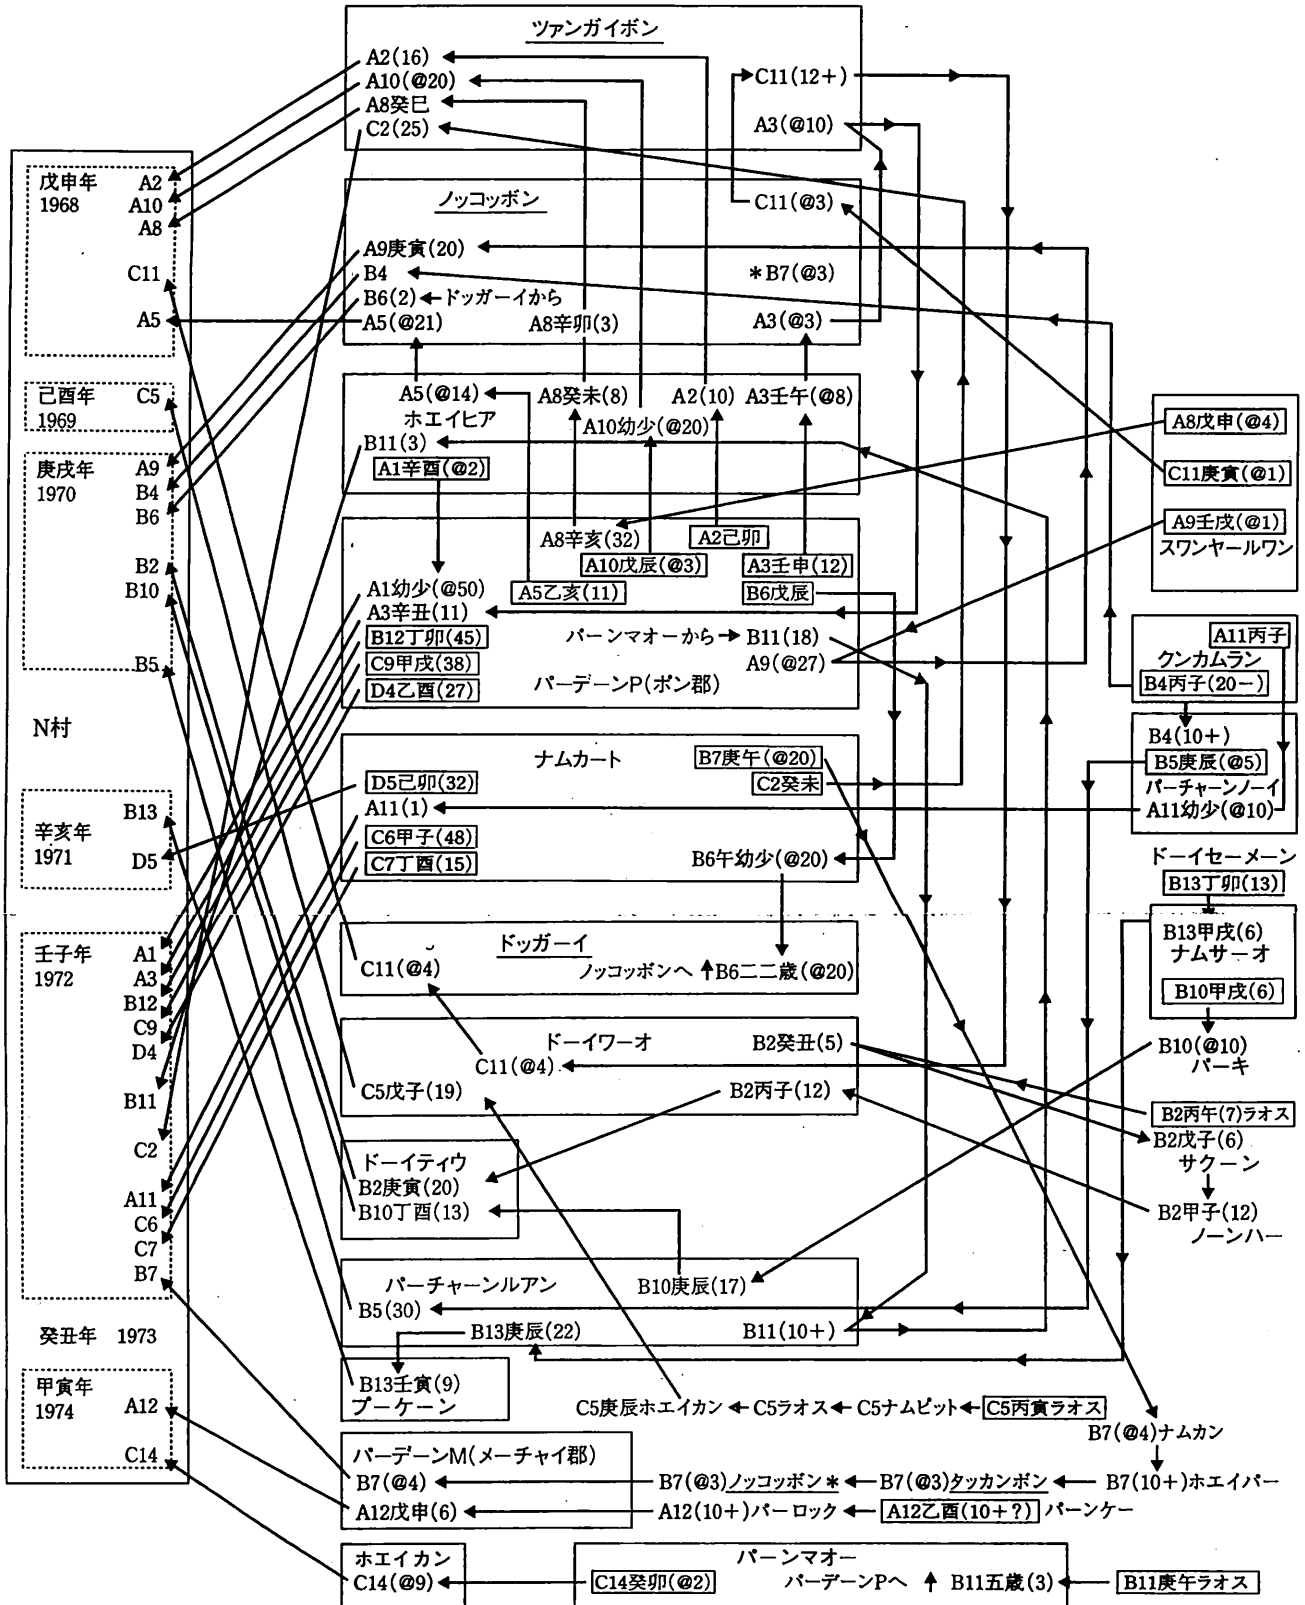 ツァンガイボン
A2(16)
A10(@20)
A8癸巳
C2(25)
C11(12+)
A3(@10)
ノッコッボン
C11(@3)
A9庚寅(20)
B4
*B7(@3)
B6(2)←ドッガーイから
A5(@21)
A8辛卯(3)
A3(@3)
A5(@14)
A8癸未(8)
A2(10)
A3壬午(@8)
ホエイヒア
A10幼少(@20)
B11(3)
A1辛酉(@2)
A8辛亥(32)
A2己卯
A10戊辰(@3)
A3壬申(12)
A1幼少(@50)
A5乙亥(11)
B6戊辰
A3辛丑(11)
B12丁卯(45)
パーンマオーから→B11(18)
C9甲戌(38)
A9(@27)
D4乙酉(27)
パーデーンP(ポン郡)
ナムカート
B7庚午(@20)
D5己卯(32)
C2癸未
A11(1)
C6甲子(48)
C7丁酉(15)
B6午幼少(@20)
ドッガーイ
C11(@4)
ノッコッボンへ ↑B6二二歳(@20)
ドーイワーオ
B2癸丑(5)
C11(@4)
C5戊子(19)
B2丙子(12)
ドーイティウ
B2庚寅(20)
B10丁酉(13)
パーチャーンルアン
B10庚辰(17)
B5(30)
B13庚辰(22)
B11(10+)
B13壬寅(9)
プーケーン
C5庚辰ホエイカン←C5ラオス←C5ナムピット←C5丙寅ラオス
B7(@4)ナムカン
パーデーンM(メーチャイ郡)
B7(@4)
B7(@3)ノッコッボン*
B7(@3)タッカンボン
B7(10+)ホエイパー
A12戊申(6)
A12(10+)パーロック
A12乙酉(10+?)
パーンケー
ホエイカン
C14(@9)
パーンマオー
C14癸卯(@2)
パーデーンPへ ↑ B11五歳(3)
B11庚午ラオス
戊申年
1968
A2
A10
A8
C11
A5
己酉年
1969
C5
庚戌年
1970
A9
B4
B6
B2
B10
B5
N村
辛亥年
1971
B13
D5
壬子年
1972
A1
A3
B12
C9
D4
B11
C2
A11
C6
C7
B7
癸丑年 1973
甲寅年
1974
A12
C14
A8戊申(@4)
C11庚寅(@1)
A9壬戌(@1)
スワンヤールワン
A11丙子
クンカムラン
B4丙子(20-)
B4(10+)
B5庚辰(@5)
パーチャーンノーイ
A11幼少(@10)
ドーイセーメーン
B13丁卯(13)
B13甲戌(6)
ナムサーオ
B10甲戌(6)
B10(@10)
パーキ
B2丙午(7)ラオス
B2戊子(6)
サクーン
B2甲子(12)
ノーンハー